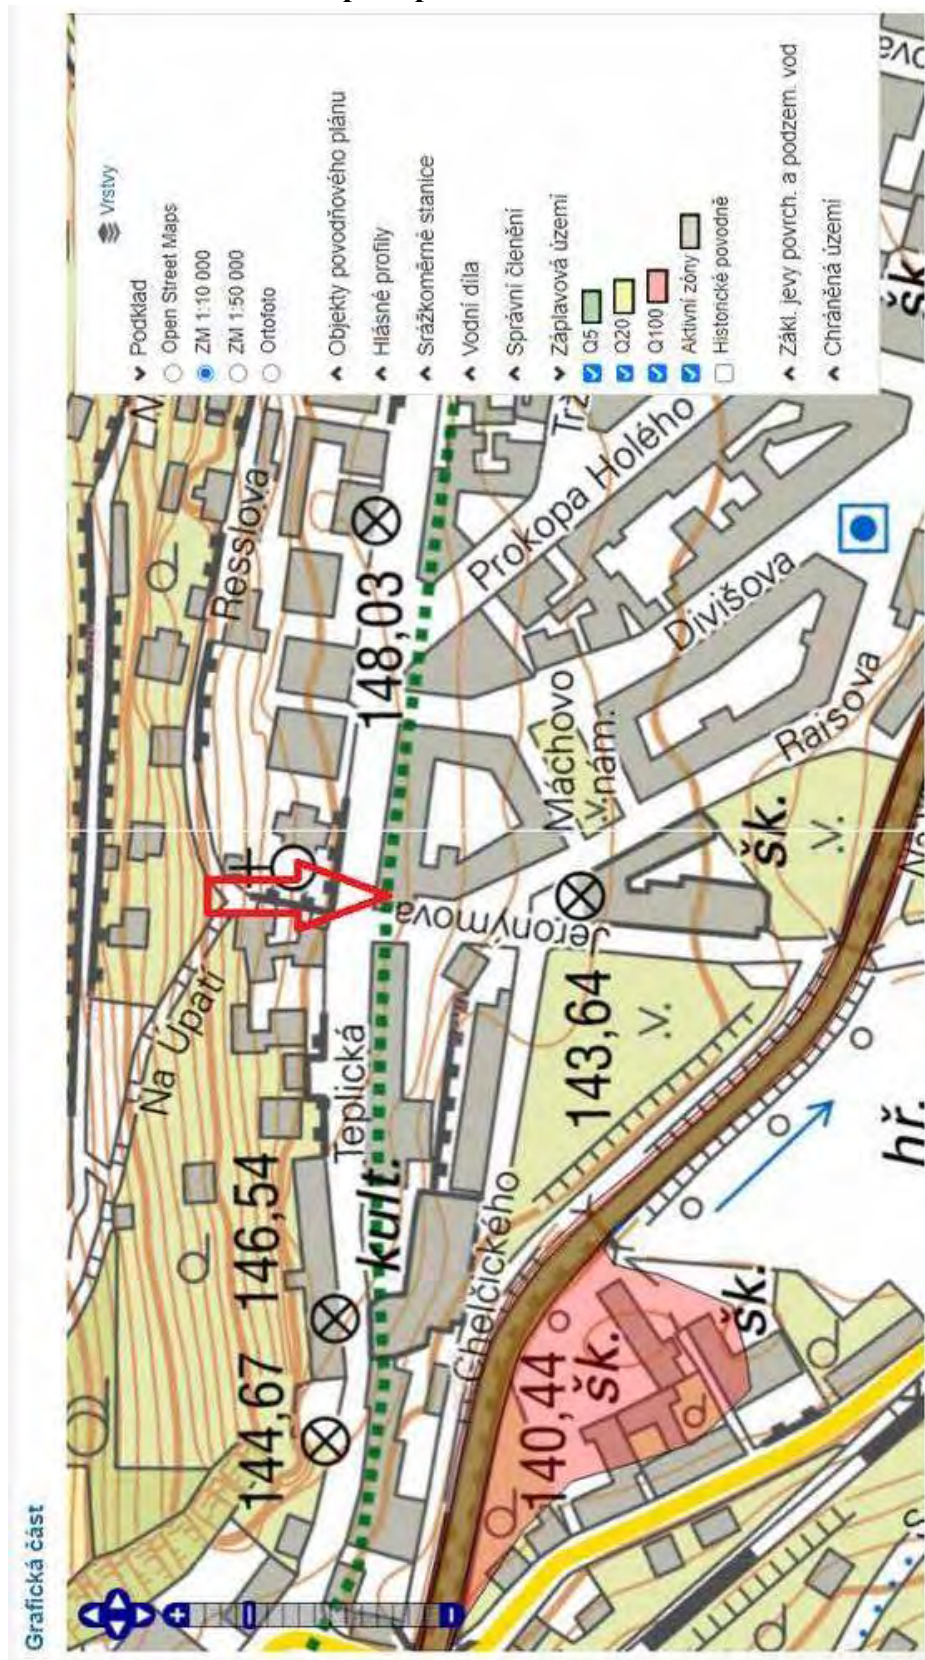 Grafická část
Vrstvy
Podklad
Open Street Maps
ZM 1:10 000
ZM 1:50 000
Ortofoto
Objekty povodňového plánu
Hlásné profily
Srážkoměrné stanice
Vodní díla
Správní členění
Záplavová území
Q5
Q20
Q100
Aktivní zóny
Historické povodně
Zákl. jevy povrch. a podzem. vod
Chráněná území
Na Úpatí
Resslova
144,67
146,54
148,03
Teplická
kult.
Jeronýmova
Prokopa Holého
Chelčického
143,64
Máchovo
nám.
.v.
.v.
Divišova
Raisova
140,44
šk.
šk.
šk.
.v.
hř.
šk
ova